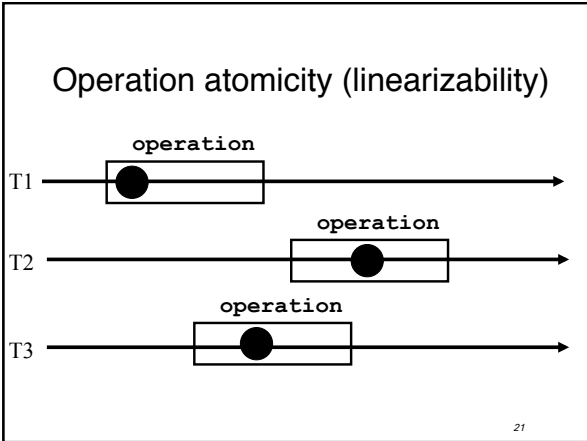 Operation atomicity (linearizability)
operation
T1
operation
T2
operation
T3
21